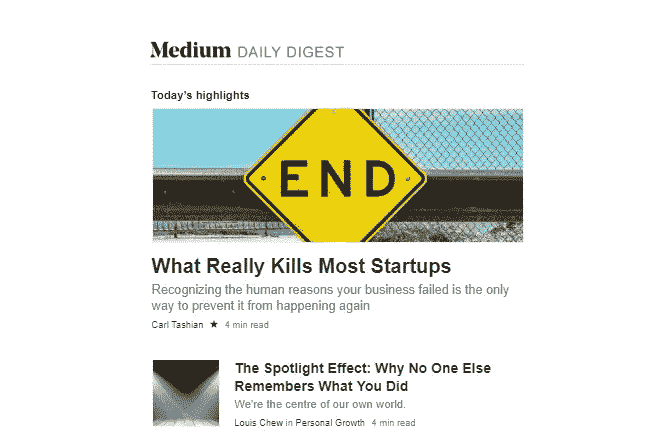 Medium DAILY DIGEST
Today's highlights
END
What Really Kills Most Startups
Recognizing the human reasons your business failed is the only
way to prevent it from happening again
Carl Tashian ★ 4 min read
The Spotlight Effect: Why No One Else
Remembers What You Did
We're the centre of our own world.
Louis Chew in Personal Growth 4 min read